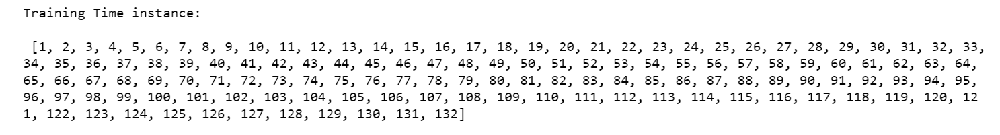 Training Time instance:
[1, 2, 3, 4, 5, 6, 7, 8, 9, 10, 11, 12, 13, 14, 15, 16, 17, 18, 19, 20, 21, 22, 23, 24, 25, 26, 27, 28, 29, 30, 31, 32, 33,
34, 35, 36, 37, 38, 39, 40, 41, 42, 43, 44, 45, 46, 47, 48, 49, 50, 51, 52, 53, 54, 55, 56, 57, 58, 59, 60, 61, 62, 63, 64,
65, 66, 67, 68, 69, 70, 71, 72, 73, 74, 75, 76, 77, 78, 79, 80, 81, 82, 83, 84, 85, 86, 87, 88, 89, 90, 91, 92, 93, 94, 95,
96, 97, 98, 99, 100, 101, 102, 103, 104, 105, 106, 107, 108, 109, 110, 111, 112, 113, 114, 115, 116, 117, 118, 119, 120, 12
1, 122, 123, 124, 125, 126, 127, 128, 129, 130, 131, 132]